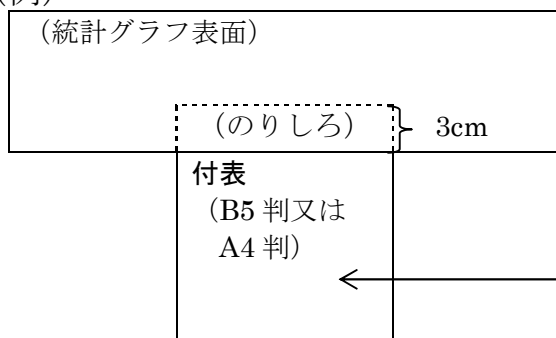 (例)
（統計グラフ表面）
（のりしろ） 3cm
付表
（B5 判又は
A4 判）